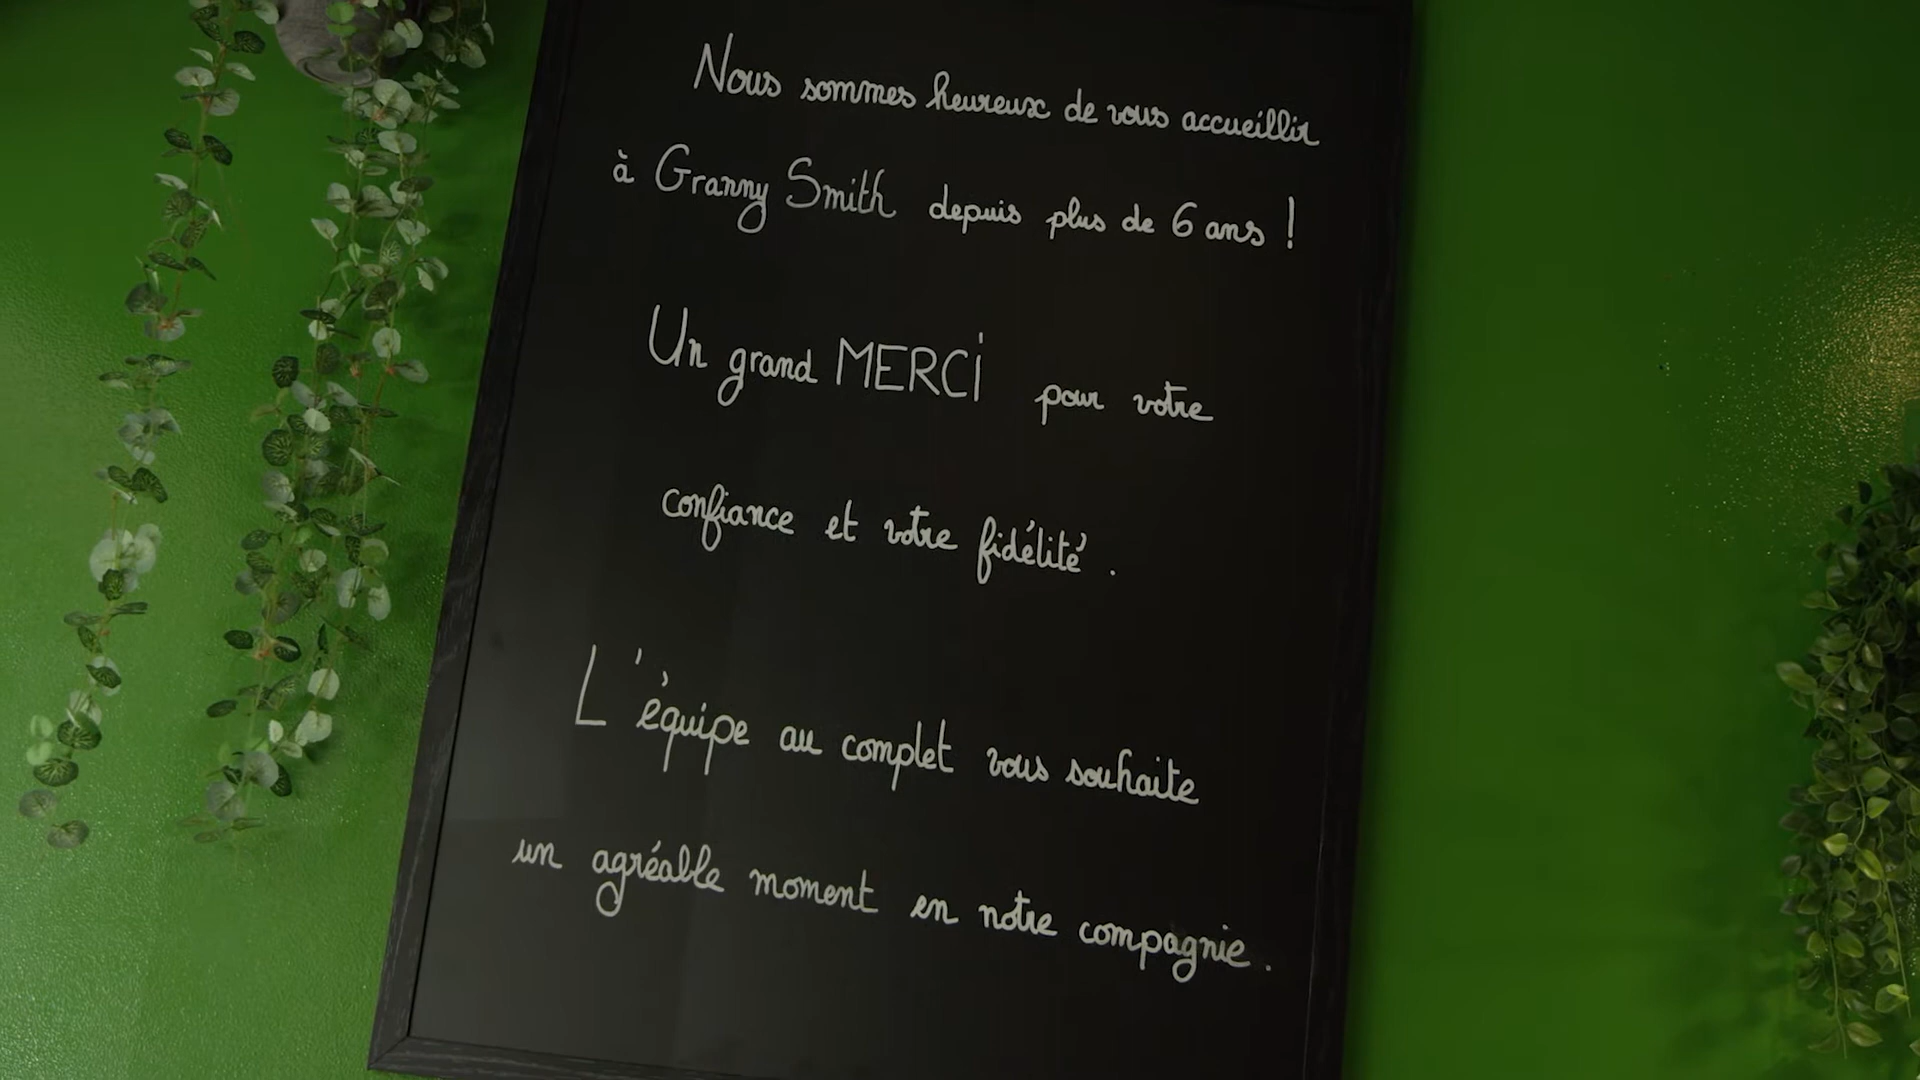 Nous sommes heureux de vous accueillir
à Granny Smith depuis plus de 6 ans !
Un grand MERCI pour votre
confiance et votre fidélité.
L'équipe au complet vous souhaite
un agréable moment en notre compagnie.